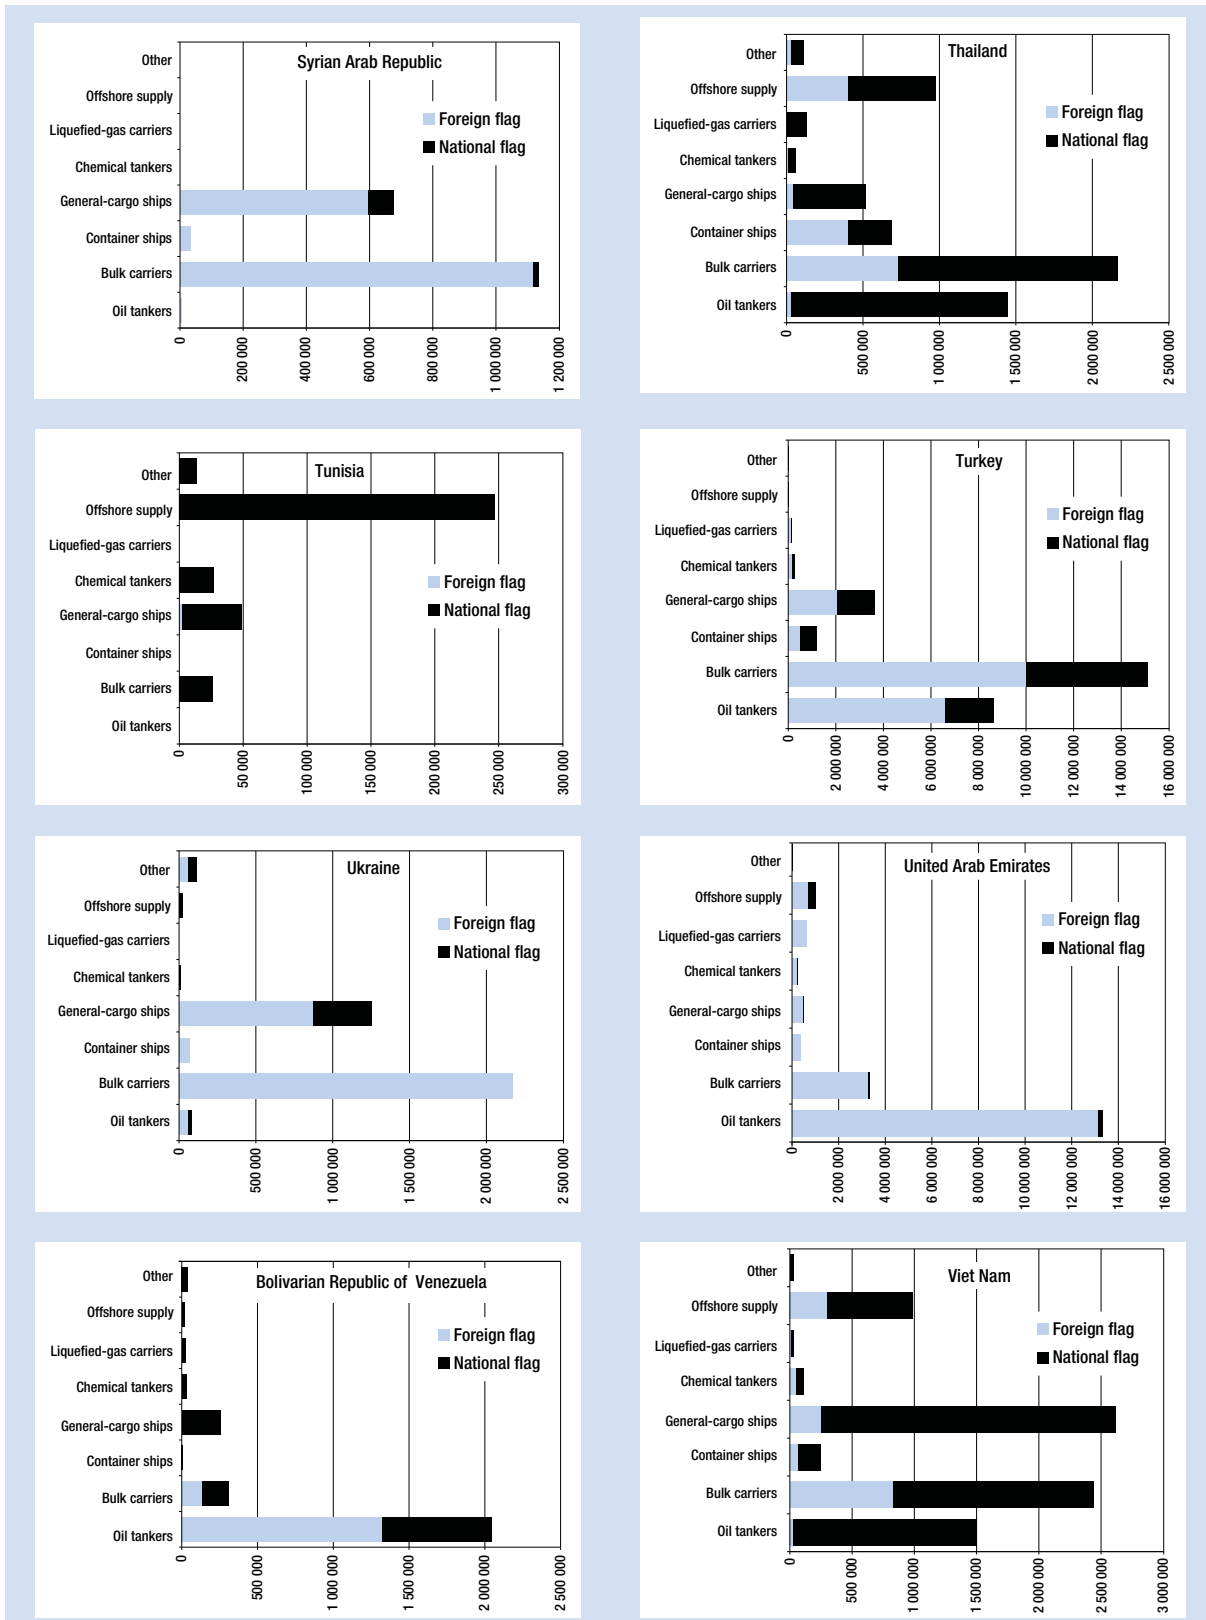 Syrian Arab Republic
Other
Offshore supply
Liquefied-gas carriers
Chemical tankers
General-cargo ships
Container ships
Bulk carriers
Oil tankers
Foreign flag
National flag
0
200 000
400 000
600 000
800 000
1 000 000
1 200 000
Thailand
Other
Offshore supply
Liquefied-gas carriers
Chemical tankers
General-cargo ships
Container ships
Bulk carriers
Oil tankers
Foreign flag
National flag
0
500 000
1 000 000
1 500 000
2 000 000
2 500 000
Tunisia
Other
Offshore supply
Liquefied-gas carriers
Chemical tankers
General-cargo ships
Container ships
Bulk carriers
Oil tankers
Foreign flag
National flag
0
50 000
100 000
150 000
200 000
250 000
300 000
Turkey
Other
Offshore supply
Liquefied-gas carriers
Chemical tankers
General-cargo ships
Container ships
Bulk carriers
Oil tankers
Foreign flag
National flag
0
2 000 000
4 000 000
6 000 000
8 000 000
10 000 000
12 000 000
14 000 000
16 000 000
Ukraine
Other
Offshore supply
Liquefied-gas carriers
Chemical tankers
General-cargo ships
Container ships
Bulk carriers
Oil tankers
Foreign flag
National flag
0
500 000
1 000 000
1 500 000
2 000 000
2 500 000
United Arab Emirates
Other
Offshore supply
Liquefied-gas carriers
Chemical tankers
General-cargo ships
Container ships
Bulk carriers
Oil tankers
Foreign flag
National flag
0
2 000 000
4 000 000
6 000 000
8 000 000
10 000 000
12 000 000
14 000 000
16 000 000
Bolivarian Republic of Venezuela
Other
Offshore supply
Liquefied-gas carriers
Chemical tankers
General-cargo ships
Container ships
Bulk carriers
Oil tankers
Foreign flag
National flag
0
500 000
1 000 000
1 500 000
2 000 000
2 500 000
Viet Nam
Other
Offshore supply
Liquefied-gas carriers
Chemical tankers
General-cargo ships
Container ships
Bulk carriers
Oil tankers
Foreign flag
National flag
0
500 000
1 000 000
1 500 000
2 000 000
2 500 000
3 000 000